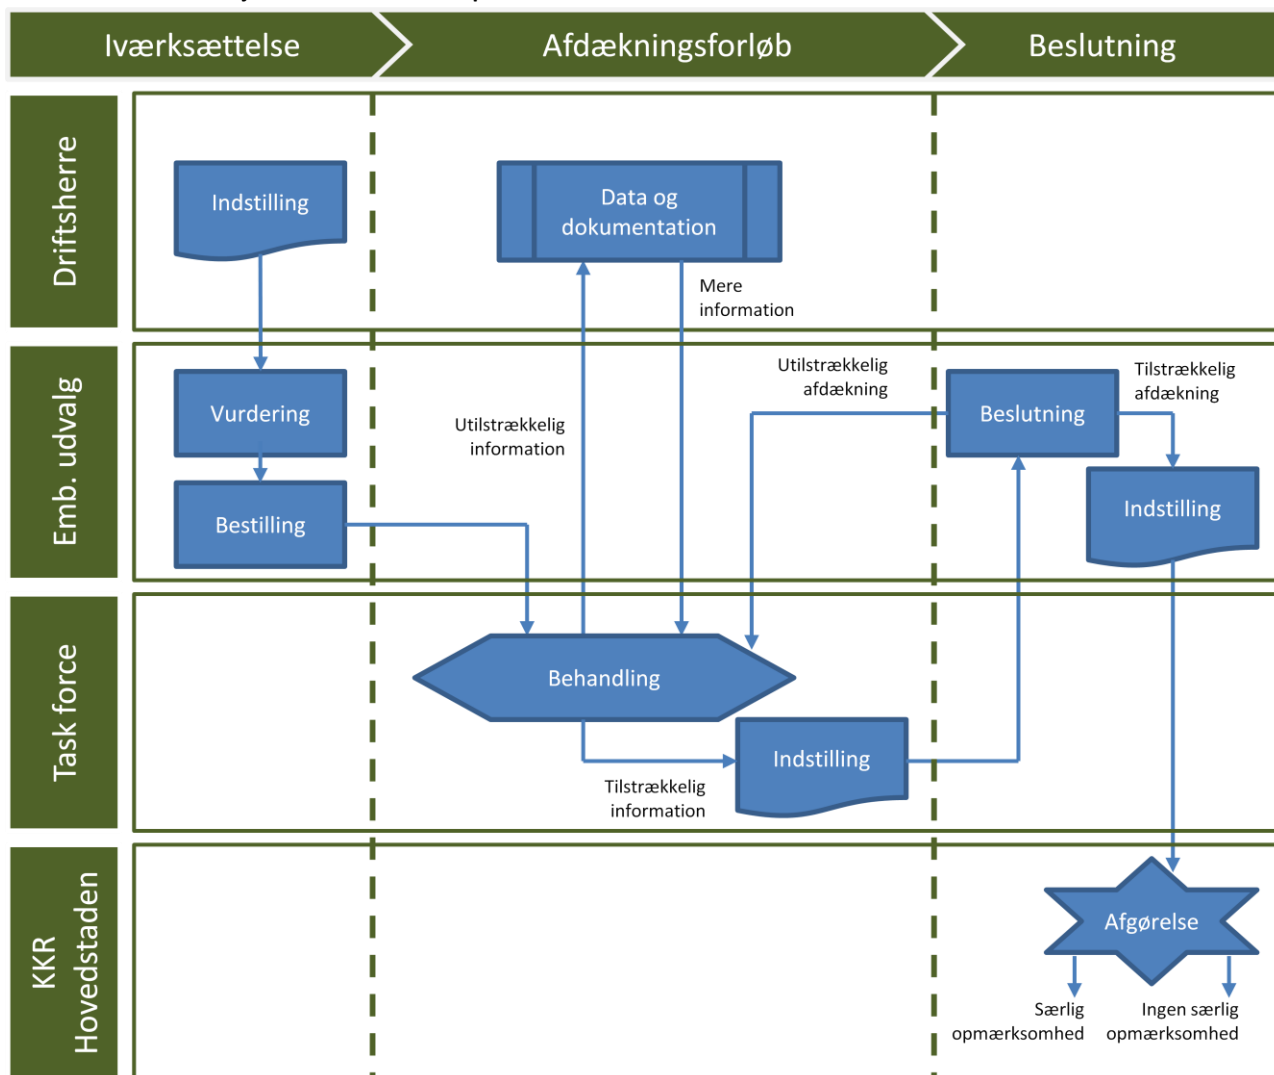 Iværksættelse
Afdækningsforløb
Beslutning
Driftsherre
Indstilling
Data og
dokumentation
Mere
information
Emb. udvalg
Vurdering
Bestilling
Utilstrækkelig
information
Utilstrækkelig
afdækning
Beslutning
Tilstrækkelig
afdækning
Indstilling
Task force
Behandling
Tilstrækkelig
information
Indstilling
KKR
Hovedstaden
Afgørelse
Særlig
opmærksomhed
Ingen særlig
opmærksomhed